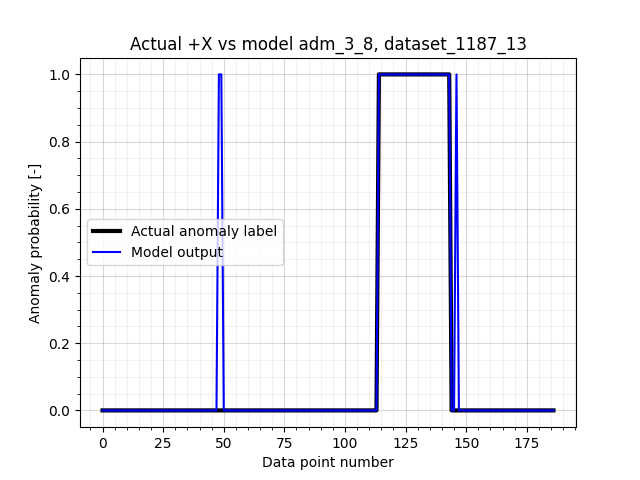 Actual +X vs model adm_3_8, dataset_1187_13
Anomaly probability [-]
1.0
0.8
0.6
0.4
0.2
0.0
Actual anomaly label
Model output
0 25 50 75 100 125 150 175
Data point number